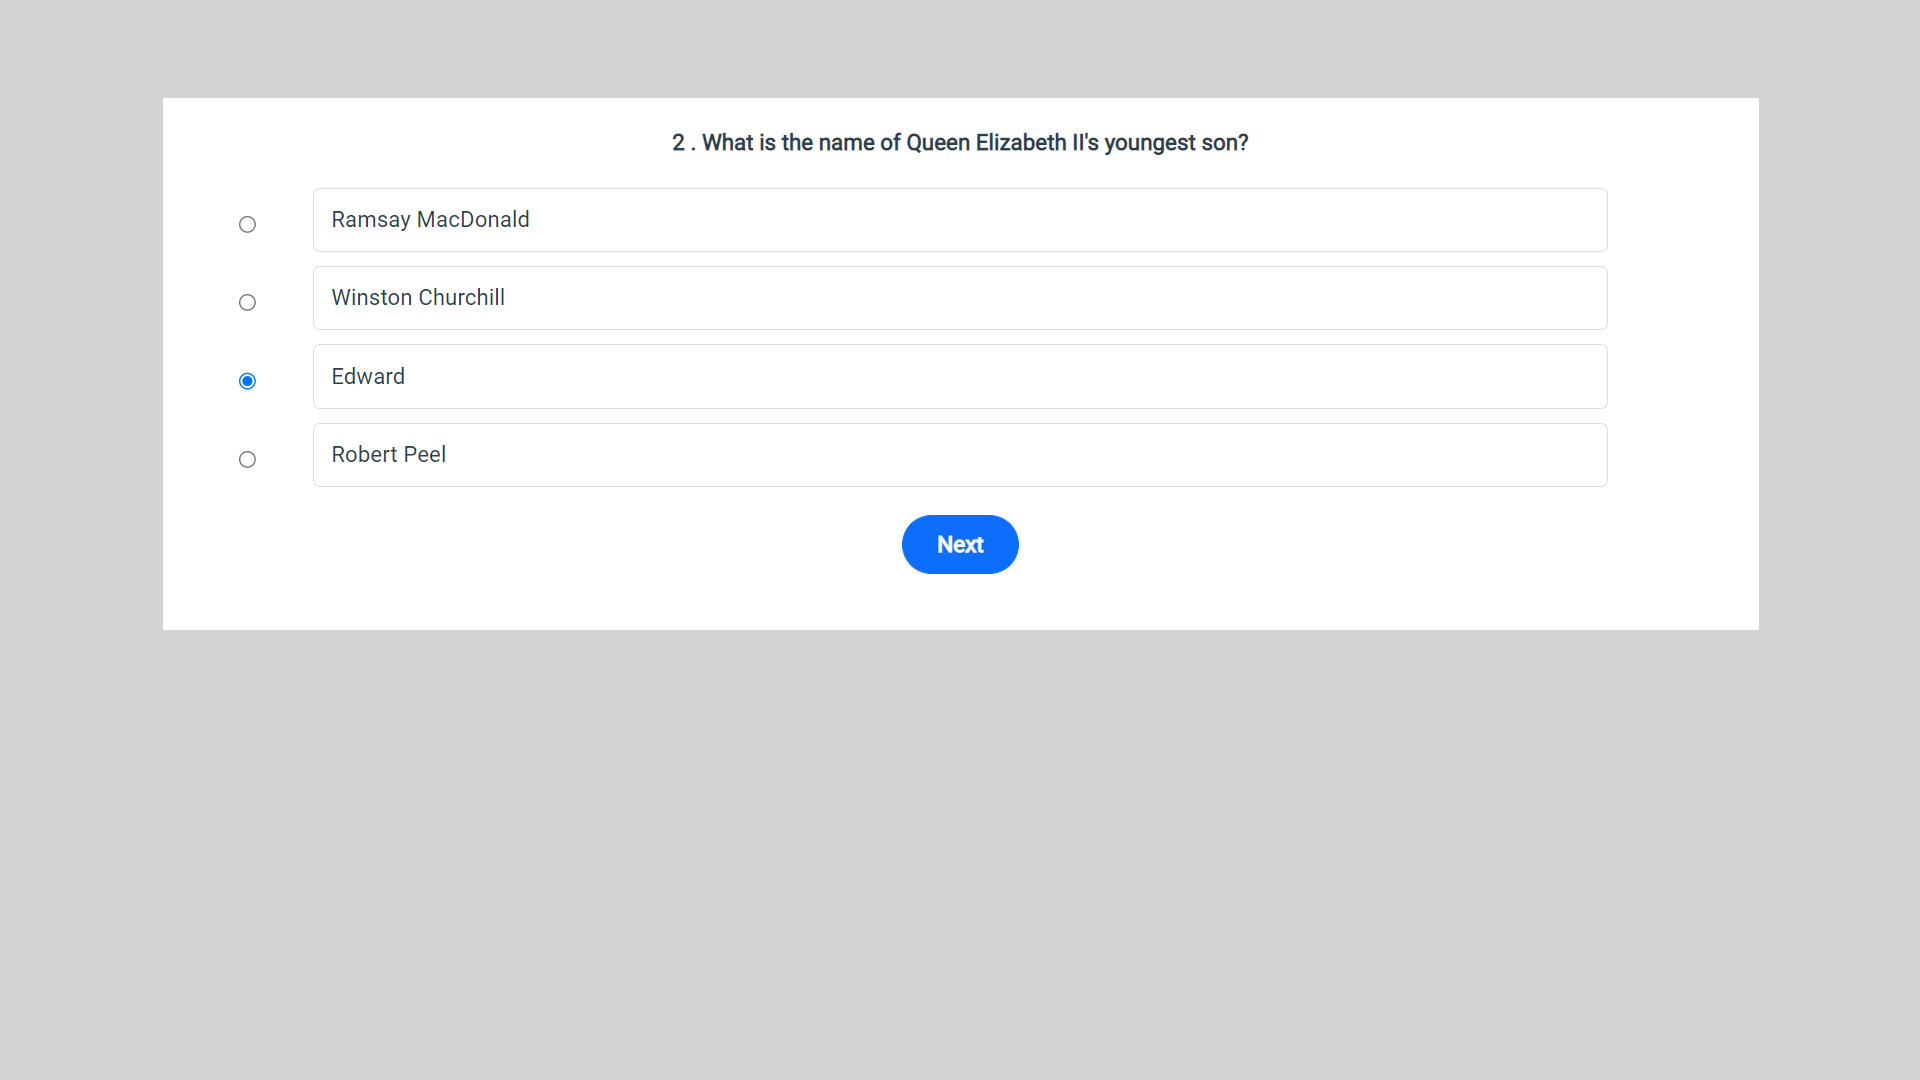 2 . What is the name of Queen Elizabeth II's youngest son?
Ramsay MacDonald
Winston Churchill
Edward
Robert Peel
Next